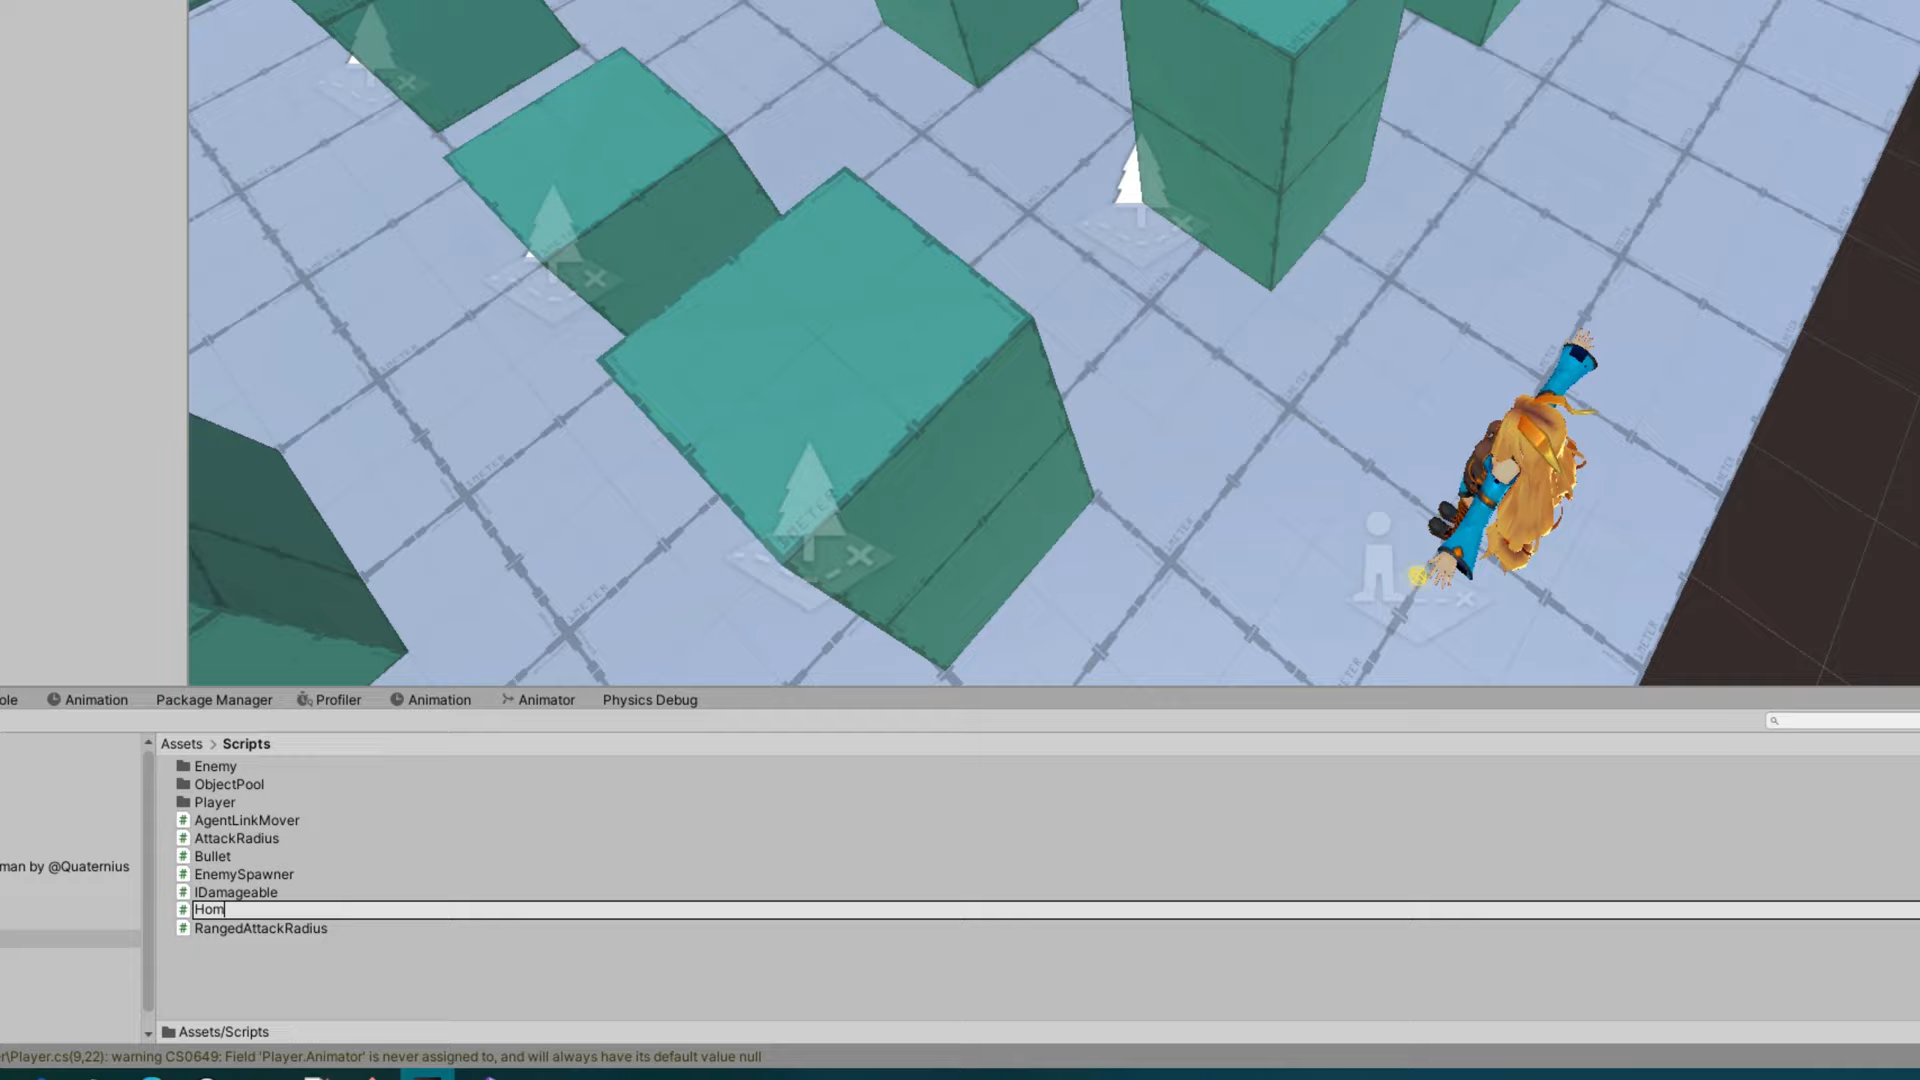 ole Animation Package Manager Profiler Animation Animator Physics Debug
Assets > Scripts
Enemy
ObjectPool
Player
AgentLinkMover
AttackRadius
Bullet
man by @Quaternius
EnemySpawner
IDamageable
Hom
RangedAttackRadius
Assets/Scripts
r\Player.cs(9,22): warning CS0649: Field 'Player.Animator' is never assigned to, and will always have its default value null